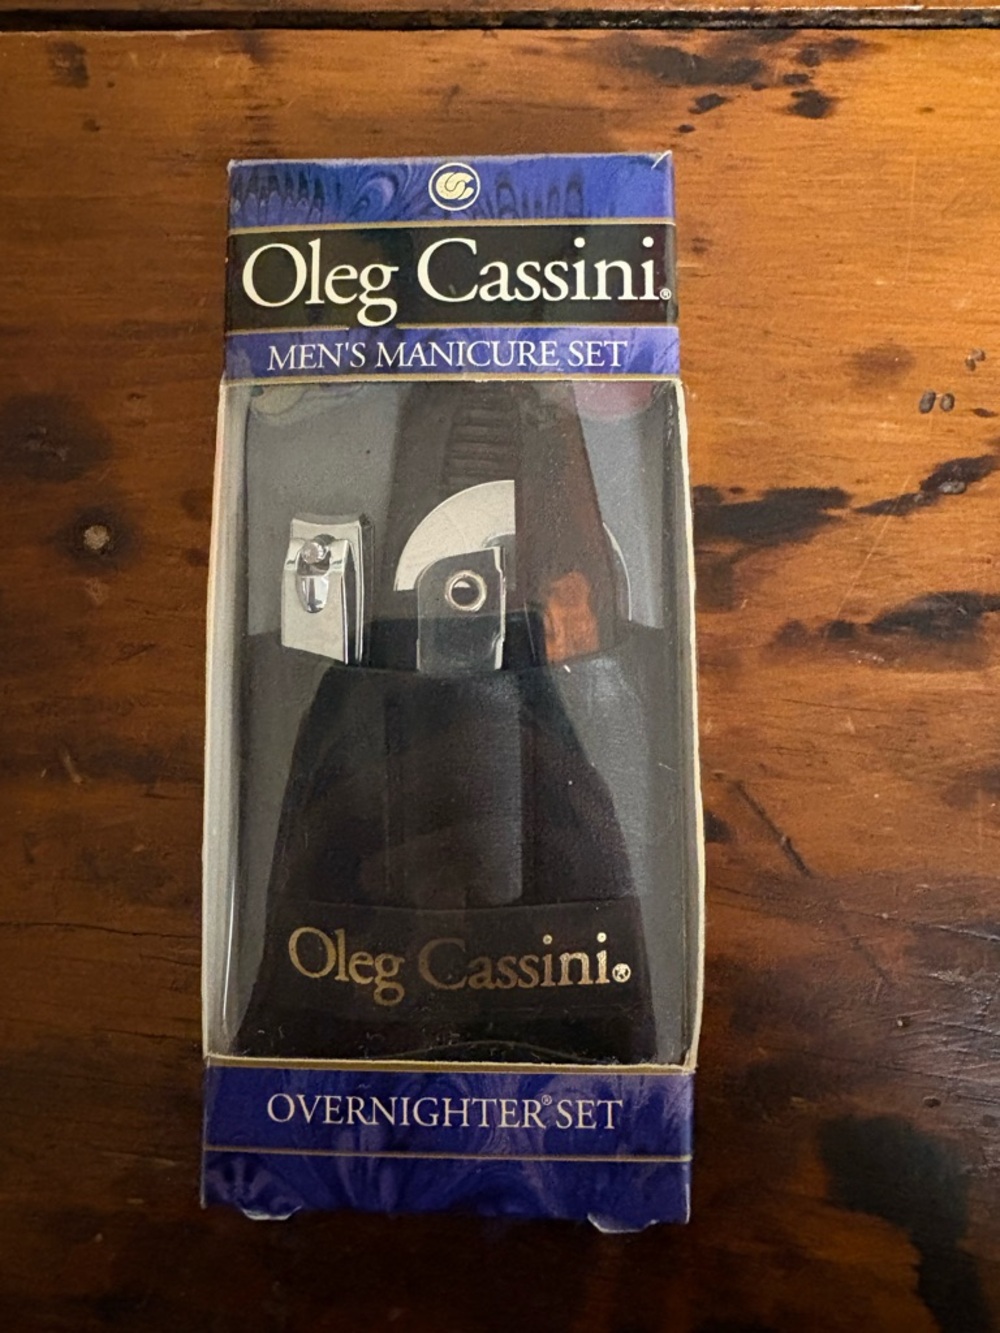 Oleg Cassini®
MEN'S MANICURE SET
Oleg Cassini®
OVERNIGHTER® SET